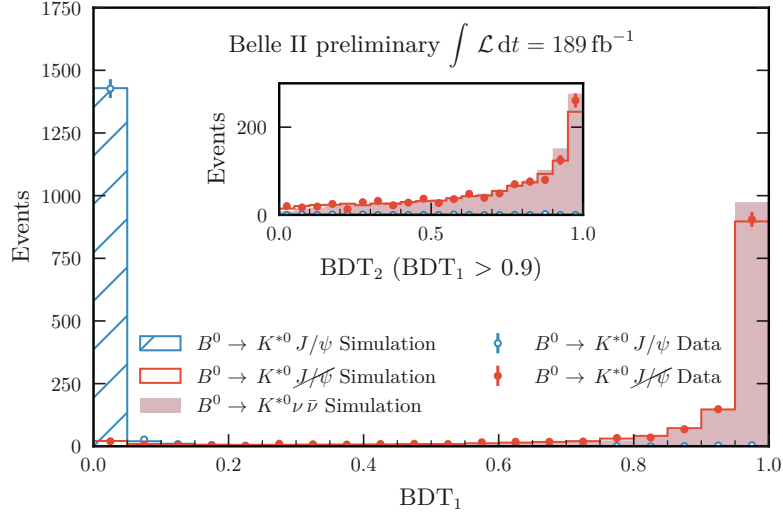 Belle II preliminary ∫ ℒ dt = 189 fb⁻¹
1750
1500
1250
1000
750
500
250
0
Events
200
0
Events
0.0 0.5 1.0
BDT₂ (BDT₁ > 0.9)
B⁰ → K*⁰ J/ψ Simulation
B⁰ → K*⁰ J/ψ Simulation
B⁰ → K*⁰ν ν̄ Simulation
B⁰ → K*⁰ J/ψ Data
B⁰ → K*⁰ J/ψ Data
0.0 0.2 0.4 0.6 0.8 1.0
BDT₁